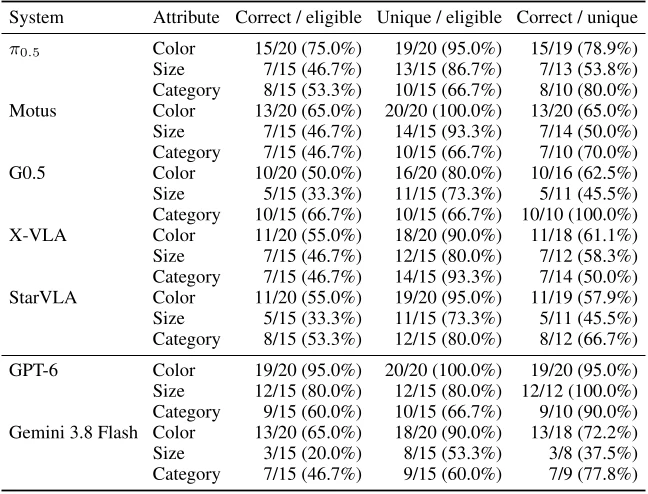 System Attribute Correct / eligible Unique / eligible Correct / unique
π0.5 Color 15/20 (75.0%) 19/20 (95.0%) 15/19 (78.9%)
Size 7/15 (46.7%) 13/15 (86.7%) 7/13 (53.8%)
Category 8/15 (53.3%) 10/15 (66.7%) 8/10 (80.0%)
Motus Color 13/20 (65.0%) 20/20 (100.0%) 13/20 (65.0%)
Size 7/15 (46.7%) 14/15 (93.3%) 7/14 (50.0%)
Category 7/15 (46.7%) 10/15 (66.7%) 7/10 (70.0%)
G0.5 Color 10/20 (50.0%) 16/20 (80.0%) 10/16 (62.5%)
Size 5/15 (33.3%) 11/15 (73.3%) 5/11 (45.5%)
Category 10/15 (66.7%) 10/15 (66.7%) 10/10 (100.0%)
X-VLA Color 11/20 (55.0%) 18/20 (90.0%) 11/18 (61.1%)
Size 7/15 (46.7%) 12/15 (80.0%) 7/12 (58.3%)
Category 7/15 (46.7%) 14/15 (93.3%) 7/14 (50.0%)
StarVLA Color 11/20 (55.0%) 19/20 (95.0%) 11/19 (57.9%)
Size 5/15 (33.3%) 11/15 (73.3%) 5/11 (45.5%)
Category 8/15 (53.3%) 12/15 (80.0%) 8/12 (66.7%)
GPT-6 Color 19/20 (95.0%) 20/20 (100.0%) 19/20 (95.0%)
Size 12/15 (80.0%) 12/15 (80.0%) 12/12 (100.0%)
Category 9/15 (60.0%) 10/15 (66.7%) 9/10 (90.0%)
Gemini 3.8 Flash Color 13/20 (65.0%) 18/20 (90.0%) 13/18 (72.2%)
Size 3/15 (20.0%) 8/15 (53.3%) 3/8 (37.5%)
Category 7/15 (46.7%) 9/15 (60.0%) 7/9 (77.8%)